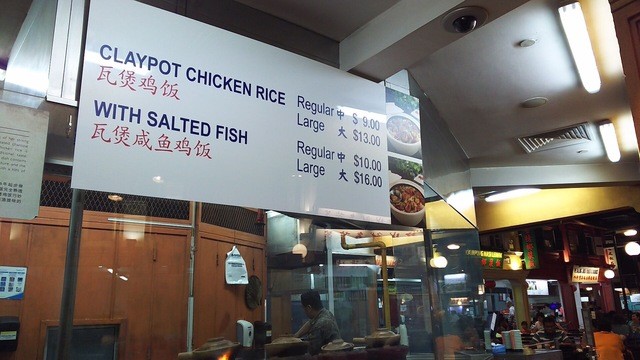 CLAYPOT CHICKEN RICE
瓦煲鸡饭
Regular 中 $ 9.00
Large 大 $13.00
WITH SALTED FISH
瓦煲咸鱼鸡饭
Regular 中 $10.00
Large 大 $16.00